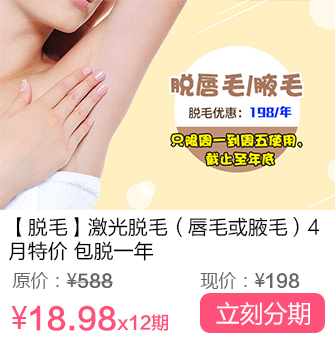 脱唇毛/腋毛
脱毛优惠：198/年
只限周一到周五使用，
截止至年底
【脱毛】激光脱毛（唇毛或腋毛）4
月特价 包脱一年
原价：¥588 现价：¥198
¥18.98x12期 立刻分期